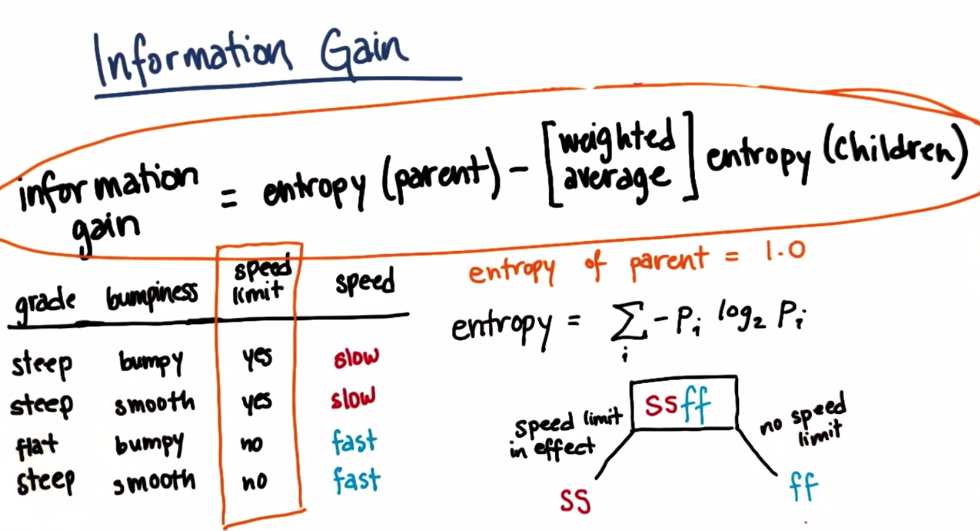 Information Gain
information gain = entropy (parent) - [weighted average] entropy (children)
entropy of parent = 1.0
entropy = ∑i -Pi log2 Pi
grade bumpiness speed limit speed
steep bumpy yes slow
steep smooth yes slow
flat bumpy no fast
steep smooth no fast
ssff
speed limit
in effect
no speed
limit
ss
ff